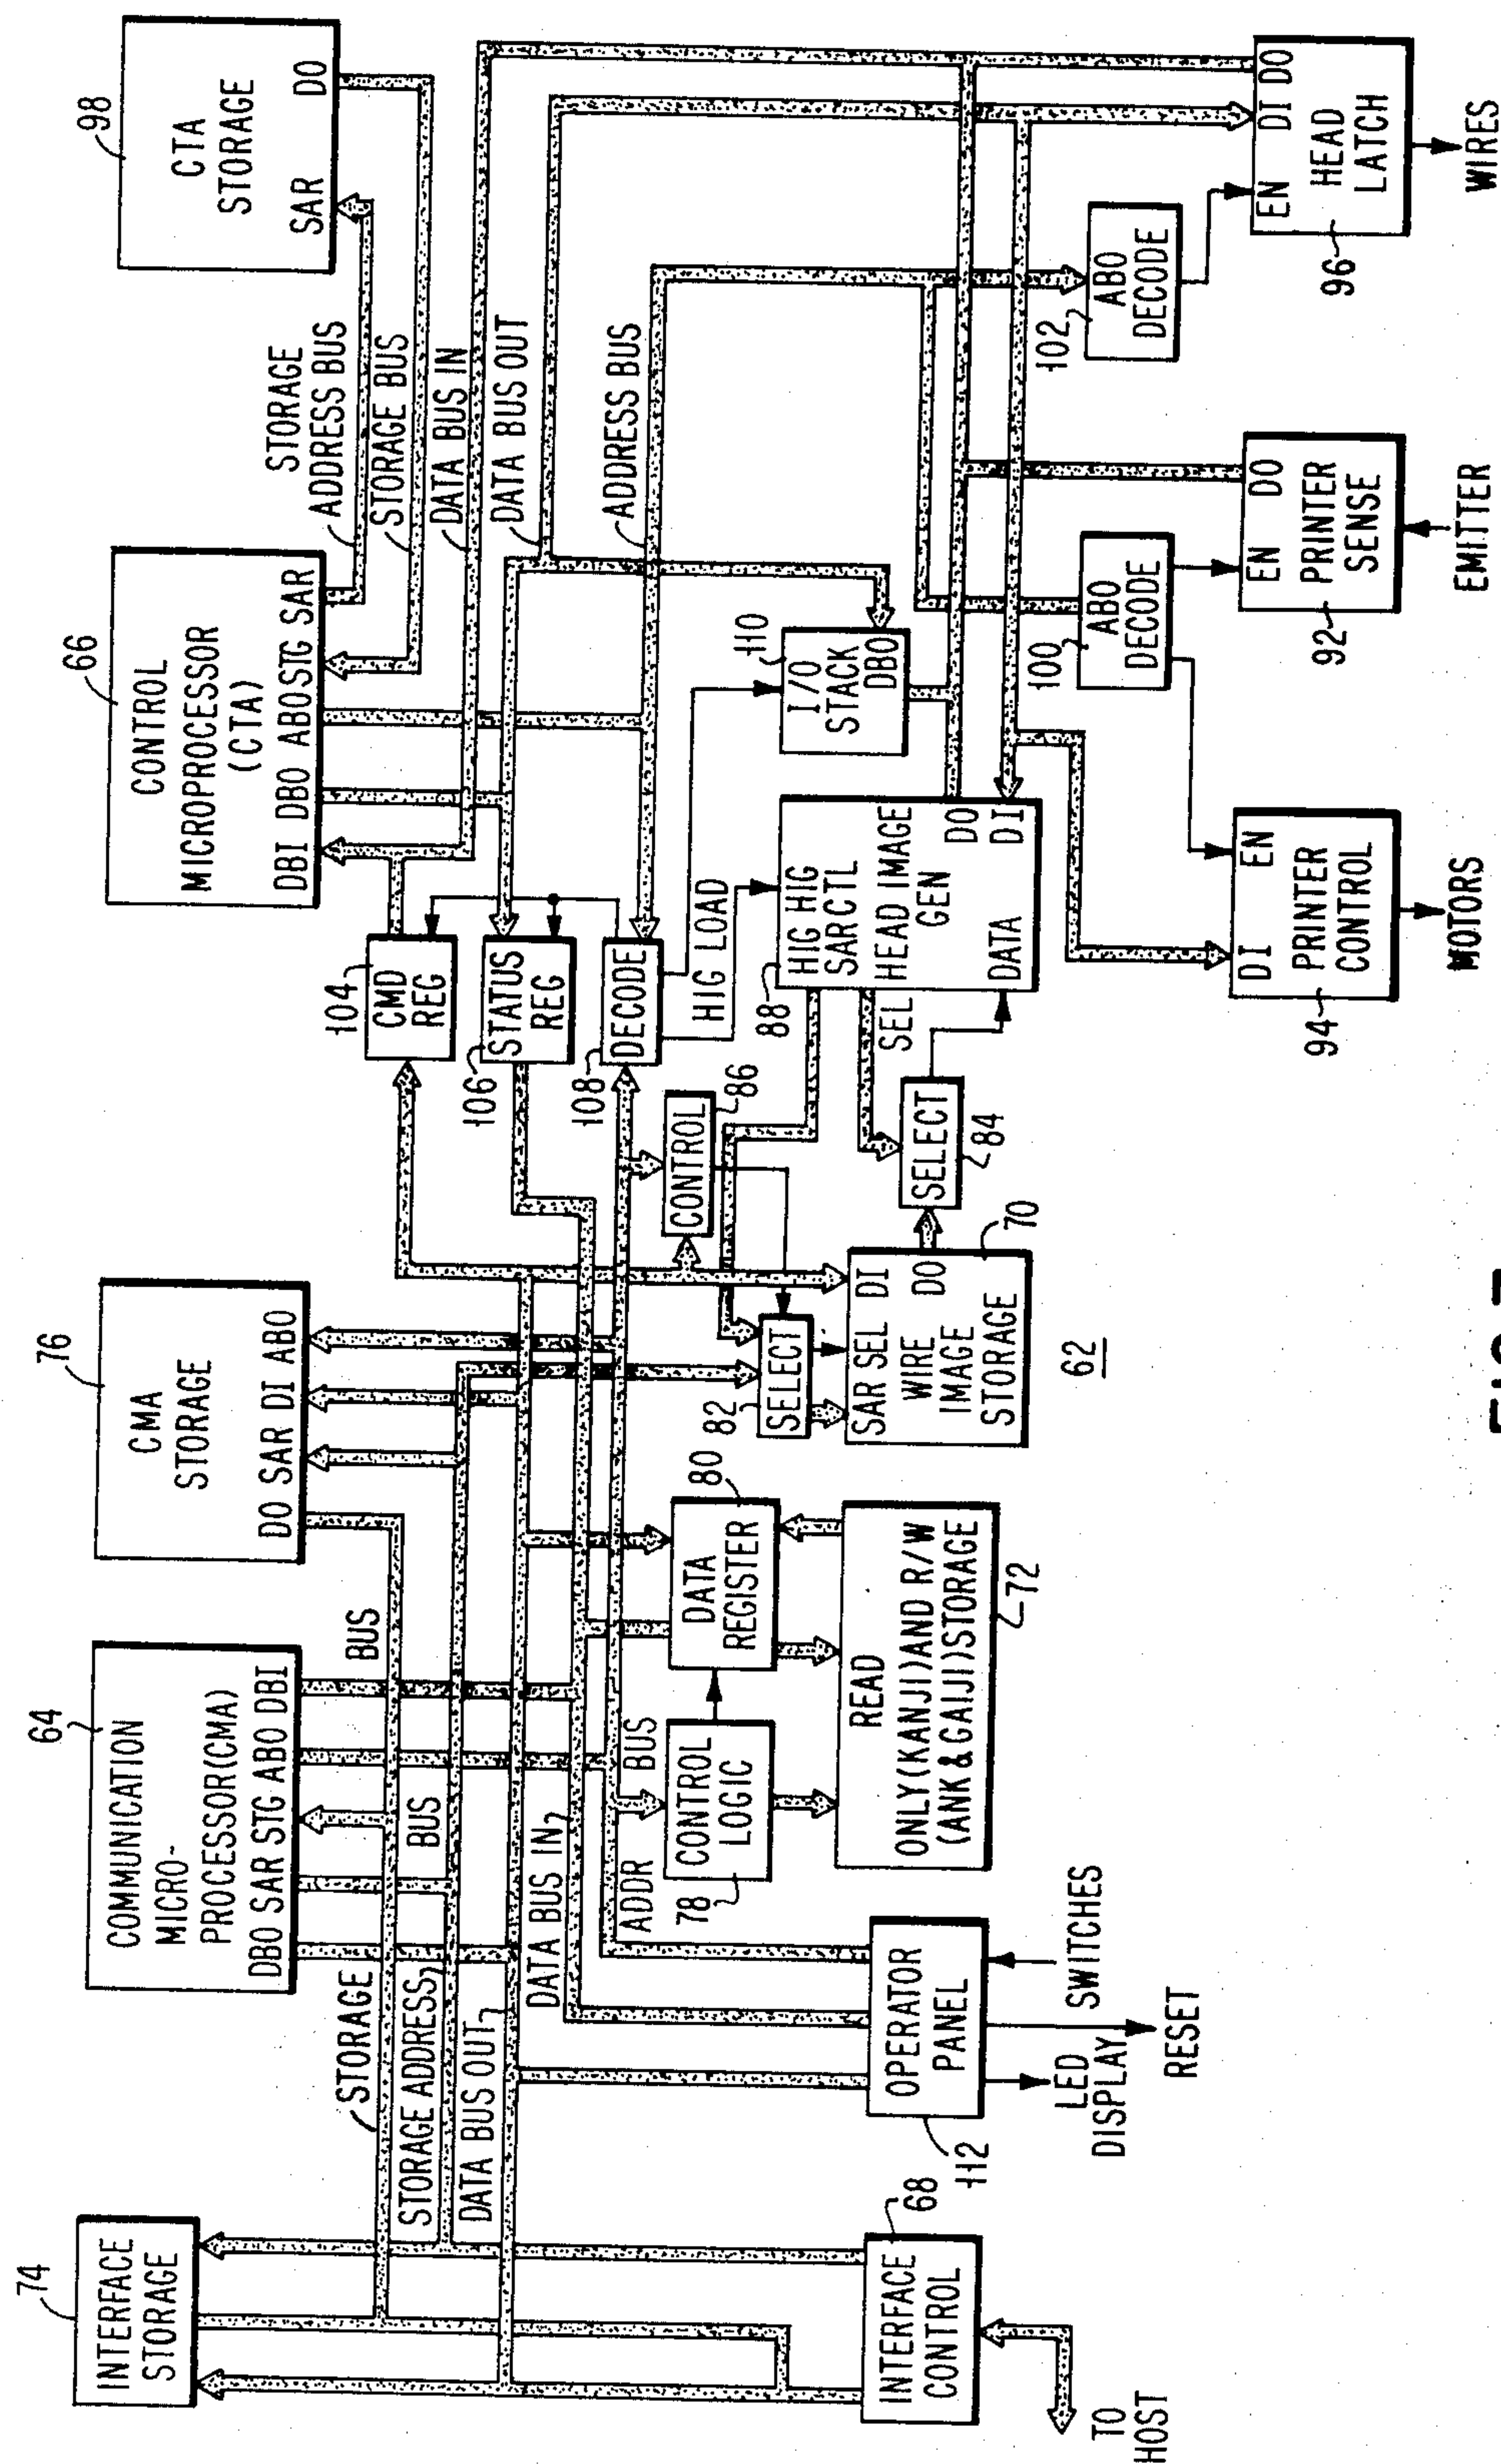 74
INTERFACE
STORAGE
64
COMMUNICATION
MICRO-
PROCESSOR(CMA)
DBO SAR STG ABO DBI
76
CMA
STORAGE
DO SAR DI ABO
66
CONTROL
MICROPROCESSOR
(CTA)
DBI DBO ABO STG SAR
98
CTA
STORAGE
SAR DO
STORAGE
BUS
STORAGE ADDRESS
BUS
DATA BUS OUT
DATA BUS IN
ADDR BUS
STORAGE
ADDRESS BUS
STORAGE BUS
DATA BUS IN
DATA BUS OUT
ADDRESS BUS
104
CMD
REG
106
STATUS
REG
108
DECODE
HIG LOAD
110
I/O
STACK
DBO
86
CONTROL
82
SELECT
80
DATA
REGISTER
78
CONTROL
LOGIC
READ
ONLY(KANJI)AND R/W
(ANK & GAIJI)STORAGE
72
SAR SEL DI
WIRE DO
IMAGE
STORAGE
70
62
SELECT
84
SEL
88
HIG HIG
SAR CTL
HEAD IMAGE
GEN
DO
DATA DI
OPERATOR
PANEL
112
LED
DISPLAY
RESET
SWITCHES
68
INTERFACE
CONTROL
TO
HOST
100
ABO
DECODE
102
ABO
DECODE
DI EN
PRINTER
CONTROL
94
MOTORS
EN DO
PRINTER
SENSE
92
EMITTER
EN DI DO
HEAD
LATCH
96
WIRES